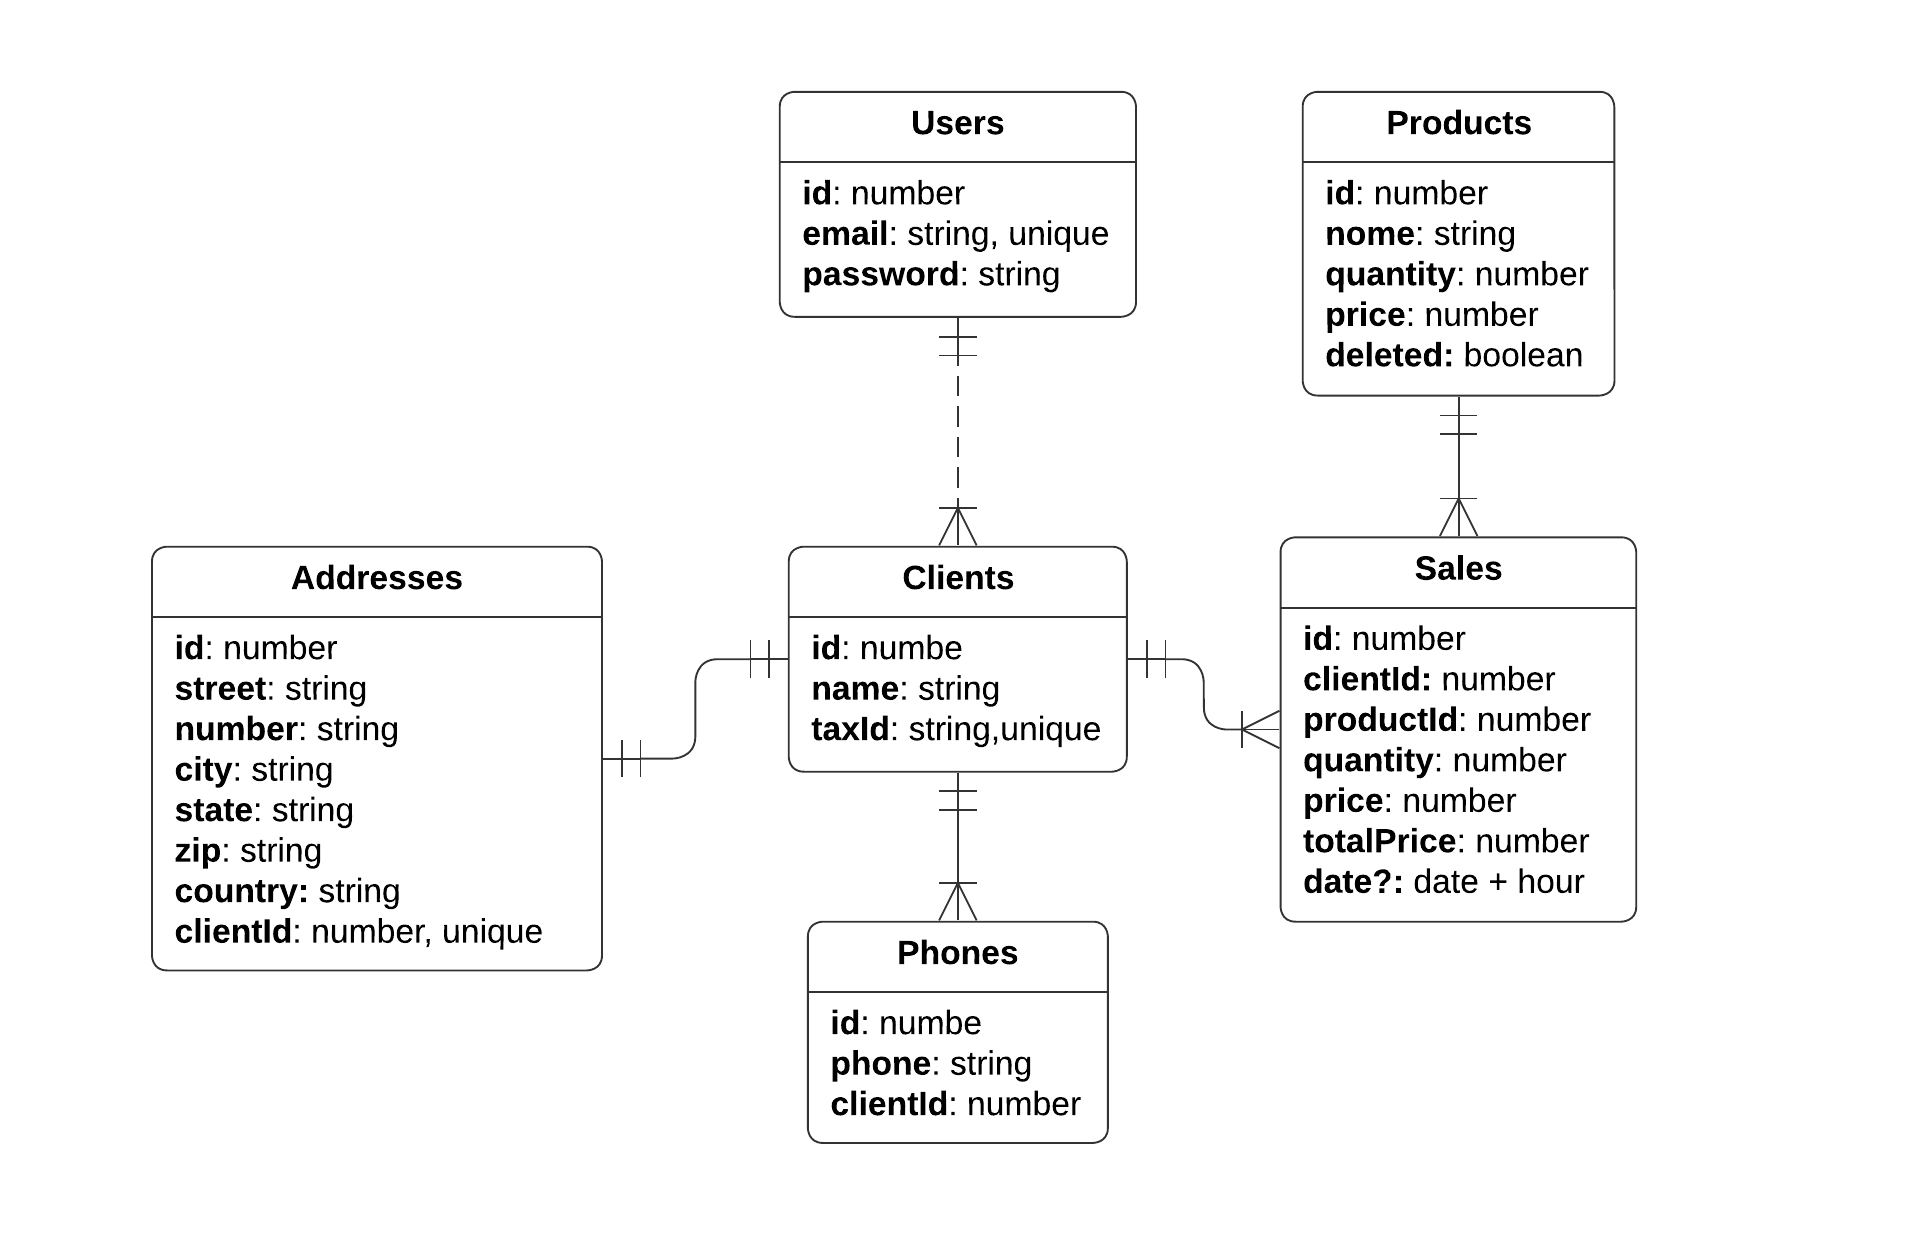 Users
id: number
email: string, unique
password: string
Products
id: number
nome: string
quantity: number
price: number
deleted: boolean
Addresses
id: number
street: string
number: string
city: string
state: string
zip: string
country: string
clientId: number, unique
Clients
id: numbe
name: string
taxId: string,unique
Sales
id: number
clientId: number
productId: number
quantity: number
price: number
totalPrice: number
date?: date + hour
Phones
id: numbe
phone: string
clientId: number